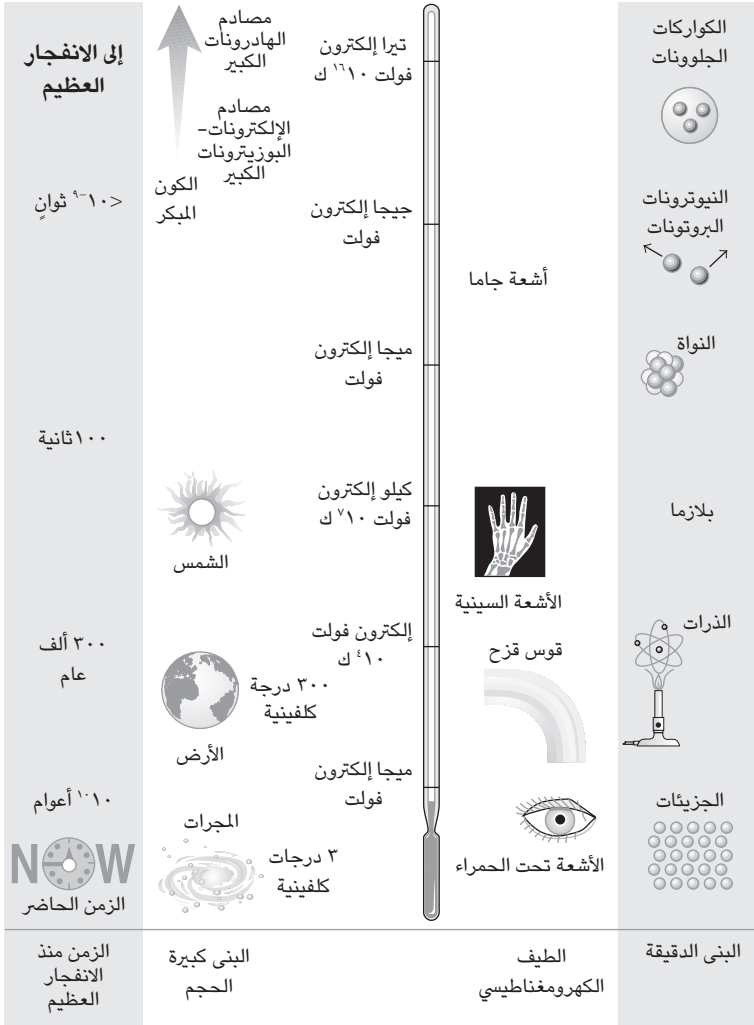 الكواركات
الجلوونات
النيوترونات
البروتونات
النواة
بلازما
الذرات
الجزيئات
البنى الدقيقة
أشعة جاما
الأشعة السينية
قوس قزح
الأشعة تحت الحمراء
الطيف
الكهرومغناطيسي
تيرا إلكترون
فولت ١٠^١٦ ك
جيجا إلكترون
فولت
ميجا إلكترون
فولت
كيلو إلكترون
فولت ١٠^٧ ك
إلكترون فولت
١٠^٤ ك
ميجا إلكترون
فولت
مصادم
الهادرونات
الكبير
مصادم
الإلكترونات–
البوزيترونات
الكبير
الكون
المبكر
الشمس
٣٠٠ درجة
كلفينية
الأرض
المجرات
٣ درجات
كلفينية
البنى كبيرة
الحجم
إلى الانفجار
العظيم
<١٠^−٩ ثوانٍ
١٠٠ ثانية
٣٠٠ ألف
عام
١٠^١٠ أعوام
NOW
الزمن الحاضر
الزمن منذ
الانفجار
العظيم